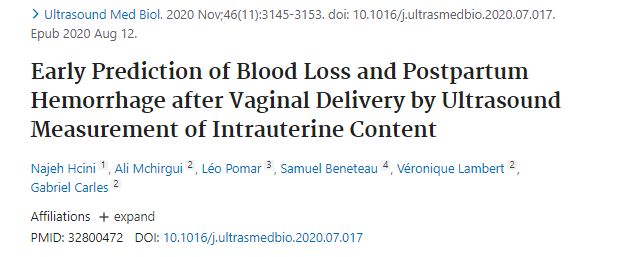 > Ultrasound Med Biol. 2020 Nov;46(11):3145-3153. doi: 10.1016/j.ultrasmedbio.2020.07.017.
Epub 2020 Aug 12.
Early Prediction of Blood Loss and Postpartum
Hemorrhage after Vaginal Delivery by Ultrasound
Measurement of Intrauterine Content
Najeh Hcini 1, Ali Mchirgui 2, Léo Pomar 3, Samuel Beneteau 4, Véronique Lambert 2,
Gabriel Carles 2
Affiliations + expand
PMID: 32800472 DOI: 10.1016/j.ultrasmedbio.2020.07.017